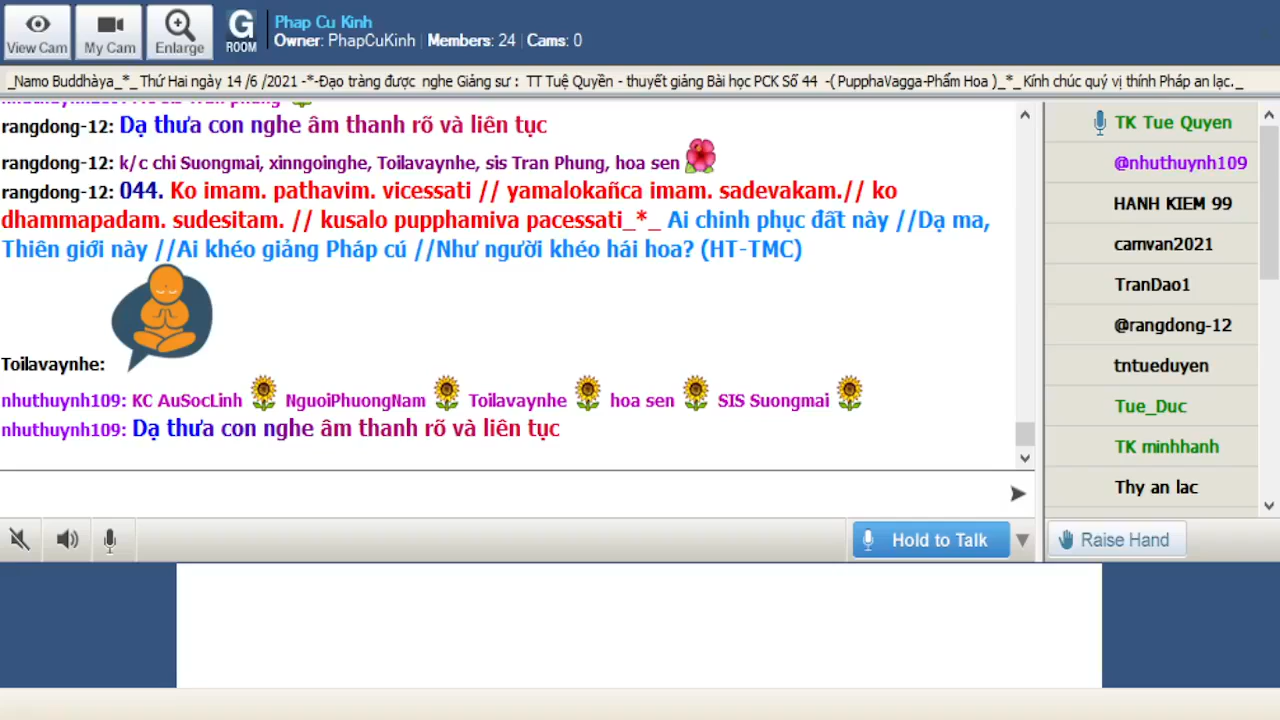 View Cam
My Cam
Enlarge
G
ROOM
Phap Cu Kinh
Owner: PhapCuKinh | Members: 24 | Cams: 0
_Namo Buddhàya_*_ Thứ Hai ngày 14 /6 /2021 -*-Đạo tràng được nghe Giảng sư : TT Tuệ Quyền - thuyết giảng Bài học PCK Số 44 -( PupphaVagga-Phẩm Hoa )_*_ Kính chúc quý vị thính Pháp an lạc._
rangdong-12: Dạ thưa con nghe âm thanh rõ và liên tục
rangdong-12: k/c chi Suongmai, xinngoinghe, Toilavaynhe, sis Tran Phung, hoa sen
rangdong-12: 044. Ko imam. pathavim. vicessati // yamalokañca imam. sadevakam.// ko
dhammapadam. sudesitam. // kusalo pupphamiva pacessati_*_ Ai chinh phục đất này //Dạ ma,
Thiên giới này //Ai khéo giảng Pháp cú //Như người khéo hái hoa? (HT-TMC)
Toilavaynhe:
nhuthuynh109: KC AuSocLinh NguoiPhuongNam Toilavaynhe hoa sen SIS Suongmai
nhuthuynh109: Dạ thưa con nghe âm thanh rõ và liên tục
TK Tue Quyen
@nhuthuynh109
HANH KIEM 99
camvan2021
TranDao1
@rangdong-12
tntueduyen
Tue_Duc
TK minhhanh
Thy an lac
Hold to Talk
Raise Hand